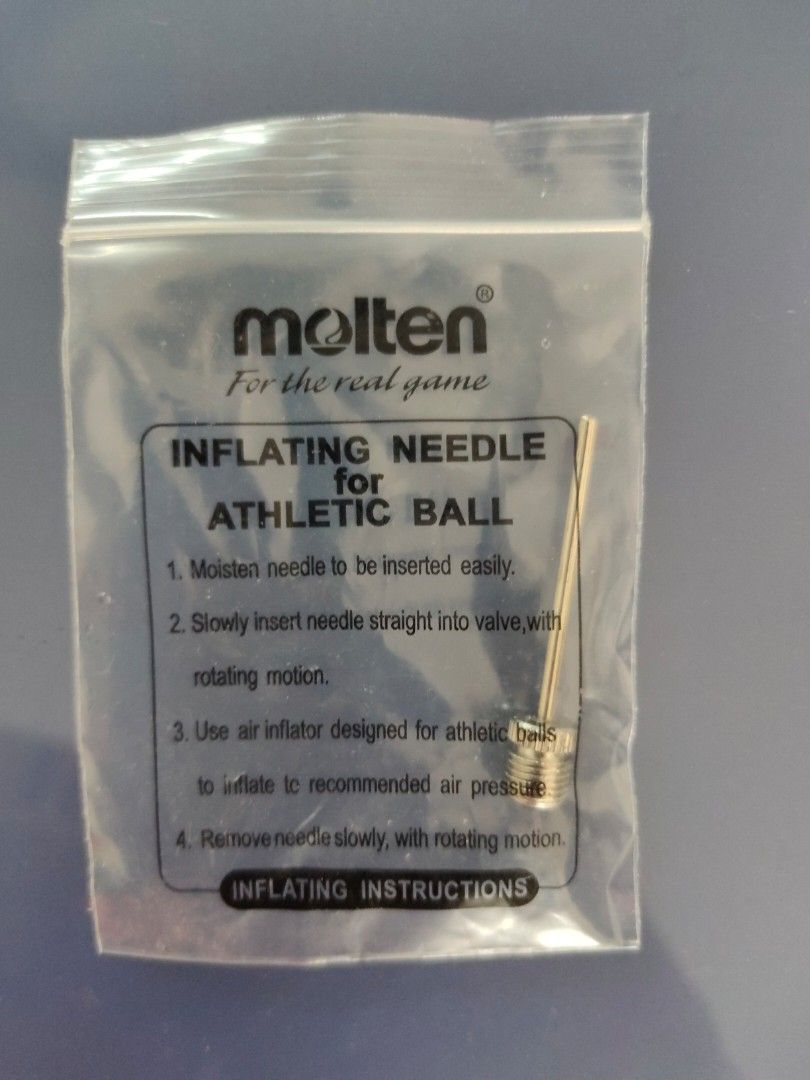 molten®
For the real game
INFLATING NEEDLE
for
ATHLETIC BALL
1. Moisten needle to be inserted easily.
2. Slowly insert needle straight into valve,with
rotating motion.
3. Use air inflator designed for athletic balls
to inflate to recommended air pressure.
4. Remove needle slowly, with rotating motion.
INFLATING INSTRUCTIONS